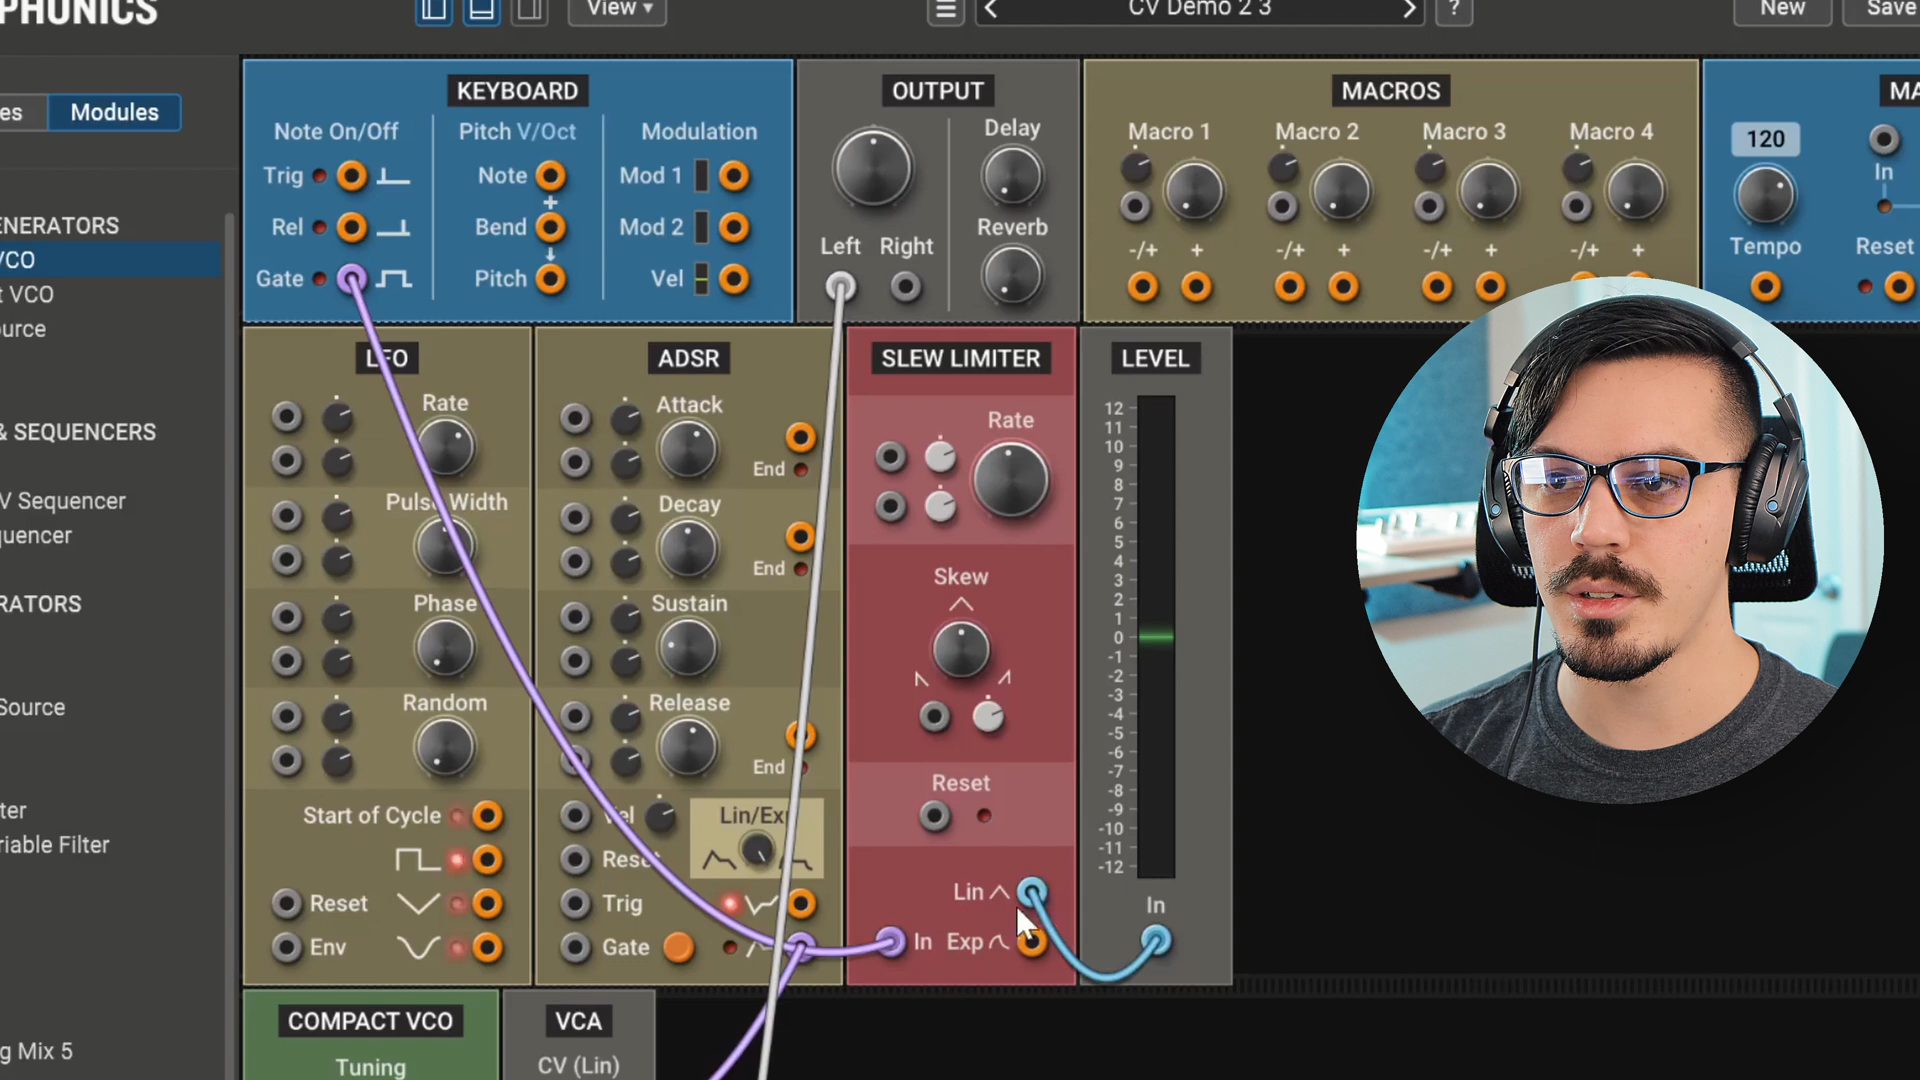 PHONICS
View
CV Demo 2 3
?
New
Save
es
Modules
ENERATORS
VCO
t VCO
ource
& SEQUENCERS
V Sequencer
quencer
RATORS
Source
ter
riable Filter
g Mix 5
KEYBOARD
Note On/Off
Pitch V/Oct
Modulation
Trig
Note
Mod 1
+
Rel
Bend
Mod 2
Gate
Pitch
Vel
OUTPUT
Delay
Reverb
Left
Right
MACROS
Macro 1
Macro 2
Macro 3
Macro 4
-/+
+
-/+
+
-/+
+
-/+
+
MA
120
In
Tempo
Reset
LFO
Rate
Pulse Width
Phase
Random
Start of Cycle
Reset
Env
ADSR
Attack
End
Decay
End
Sustain
Release
End
Vel
Lin/Exp
Reset
Trig
Gate
SLEW LIMITER
Rate
Skew
Reset
Lin
In
Exp
LEVEL
12
11
10
9
8
7
6
5
4
3
2
1
0
-1
-2
-3
-4
-5
-6
-7
-8
-9
-10
-11
-12
In
COMPACT VCO
Tuning
VCA
CV (Lin)